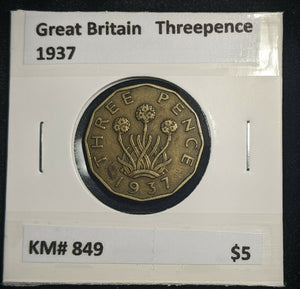 Great Britain Threepence
1937
THREE PENCE
1937
KM# 849 $5